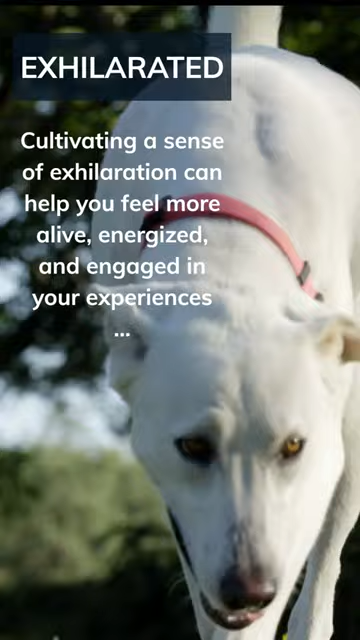 EXHILARATED
Cultivating a sense
of exhilaration can
help you feel more
alive, energized,
and engaged in
your experiences
...